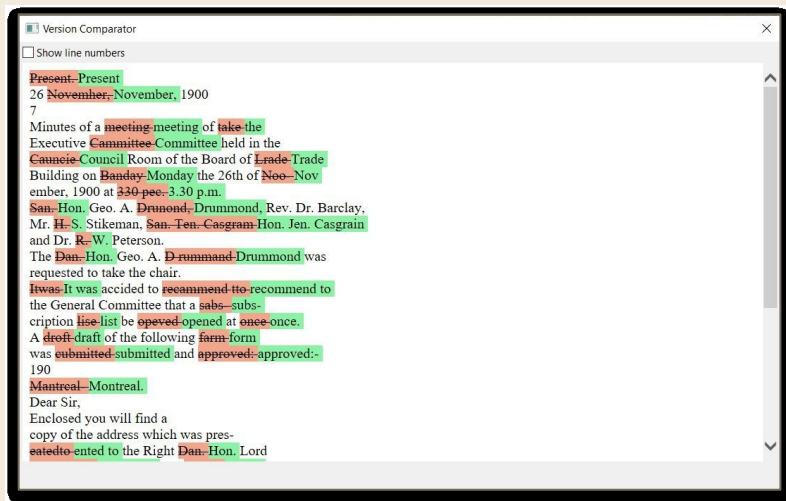 Version Comparator
Show line numbers
Present. Present
26 Novemher, November, 1900
7
Minutes of a mecting meeting of take the
Executive Cammittee Committee held in the
Cauncie Council Room of the Board of Lrade Trade
Building on Banday Monday the 26th of Noo- Nov
ember, 1900 at 330 pec. 3.30 p.m.
San. Hon. Geo. A. Drunond, Drummond, Rev. Dr. Barclay,
Mr. H. S. Stikeman, San. Ten. Casgram Hon. Jen. Casgrain
and Dr. R. W. Peterson.
The Dan. Hon. Geo. A. D rummand Drummond was
requested to take the chair.
Itwas It was accided to recammend tto recommend to
the General Committee that a sabs- subs-
cription lise list be opeved opened at once once.
A droft draft of the following farm form
was cubmitted submitted and approved: approved:-
190
Mantreal- Montreal.
Dear Sir,
Enclosed you will find a
copy of the address which was pres-
eatedto ented to the Right Dan. Hon. Lord